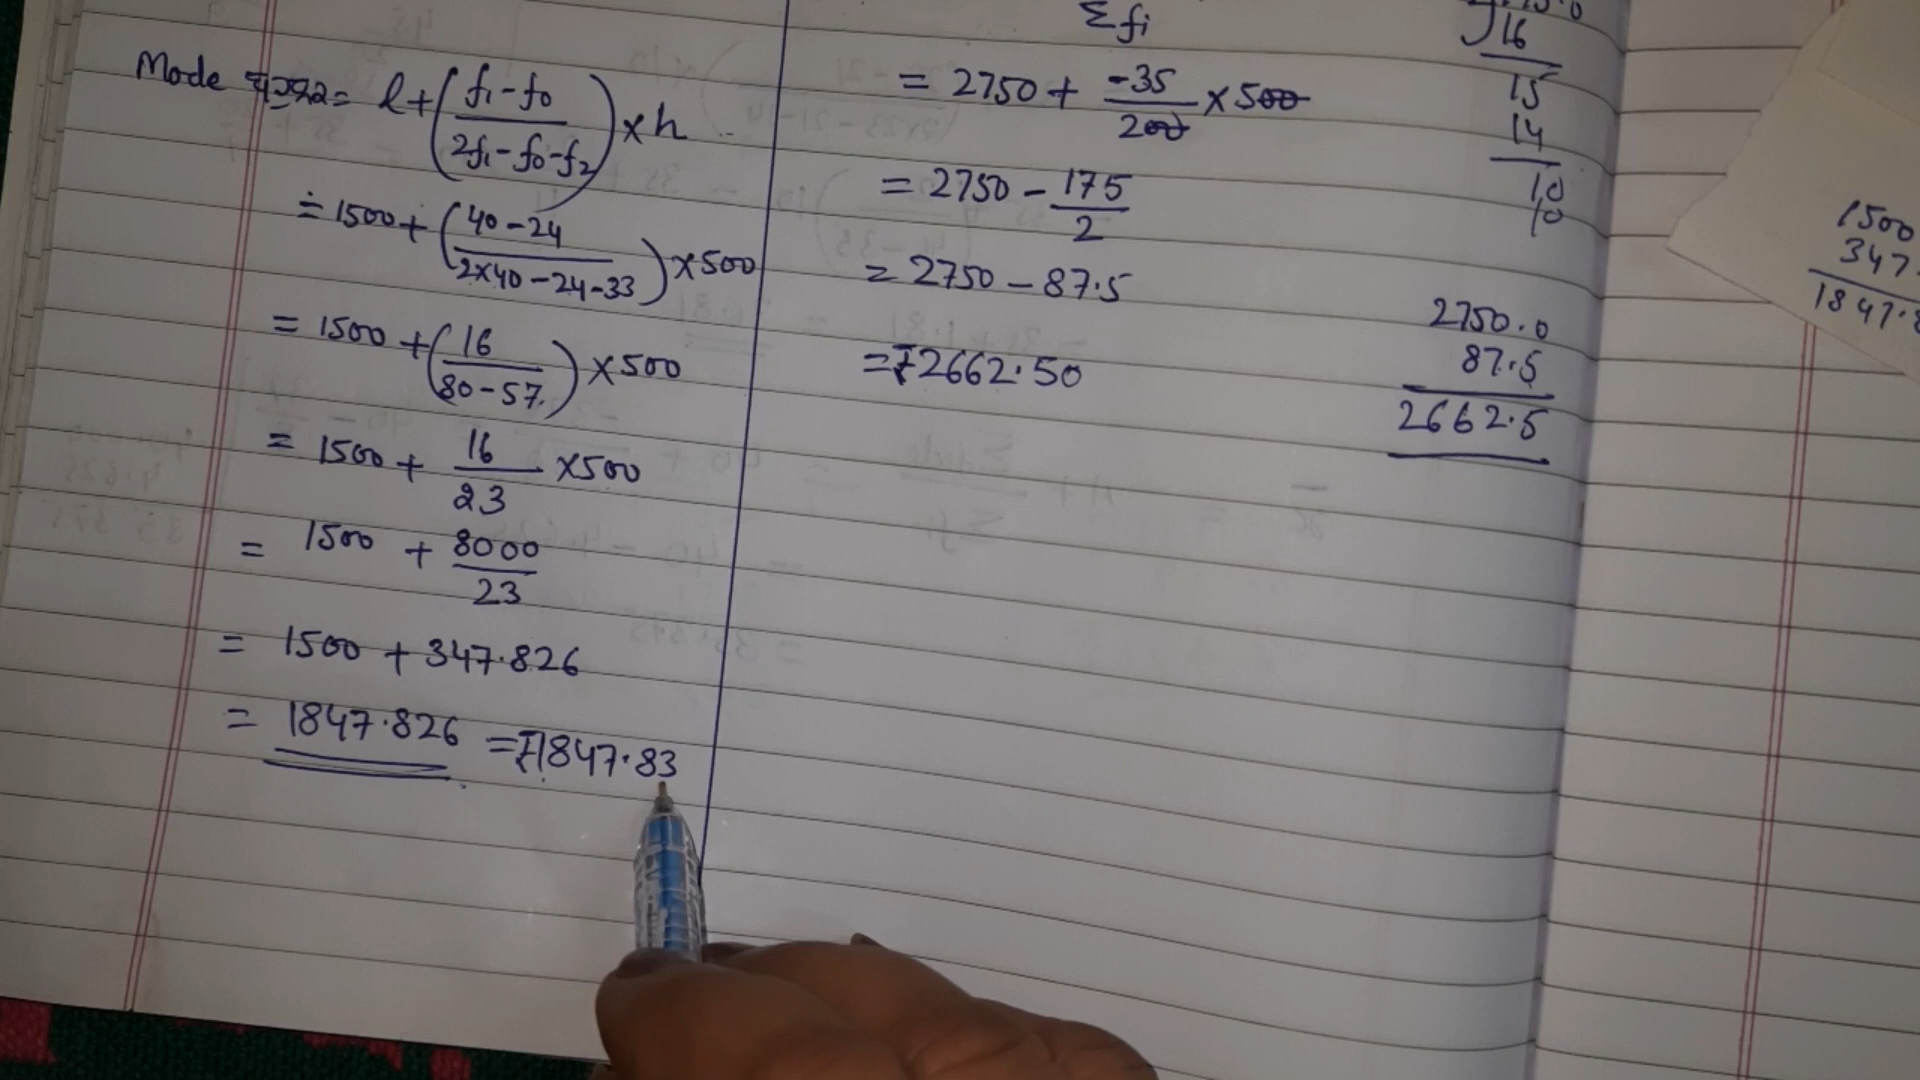 Mode = l + (f1 - f0 / 2f1 - f0 - f2) × h
= 1500 + (40 - 24 / 2×40 - 24 - 33) × 500
= 1500 + (16 / 80 - 57) × 500
= 1500 + 16/23 × 500
= 1500 + 8000/23
= 1500 + 347.826
= 1847.826 = ₹1847.83
Σfi
= 2750 + -35/200 × 500
= 2750 - 175/2
= 2750 - 87.5
= ₹2662.50
16
15
14
10
10
2750.0
87.5
2662.5
1500
347.
1847.8